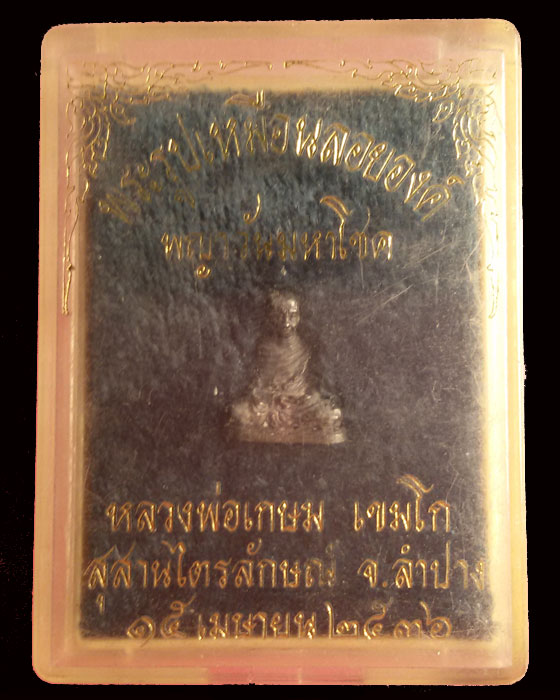 พระรูปเหมือนลอยองค์
พญาวันมหาโชค
หลวงพ่อเกษม เขมโก
สุสานไตรลักษณ์ จ.ลำปาง
๑๕ เมษายน ๒๕๓๖